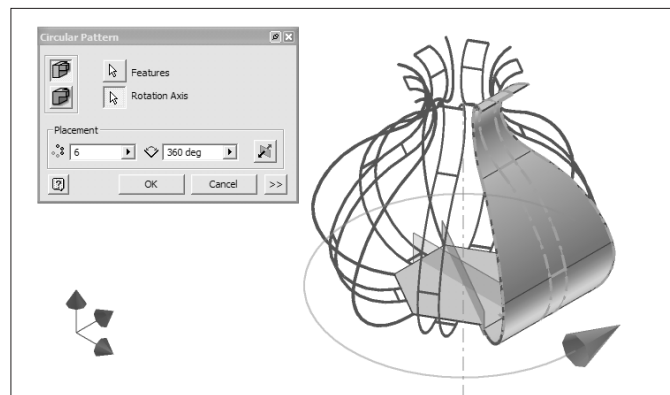 Circular Pattern
Features
Rotation Axis
Placement
6
360 deg
OK
Cancel
>>